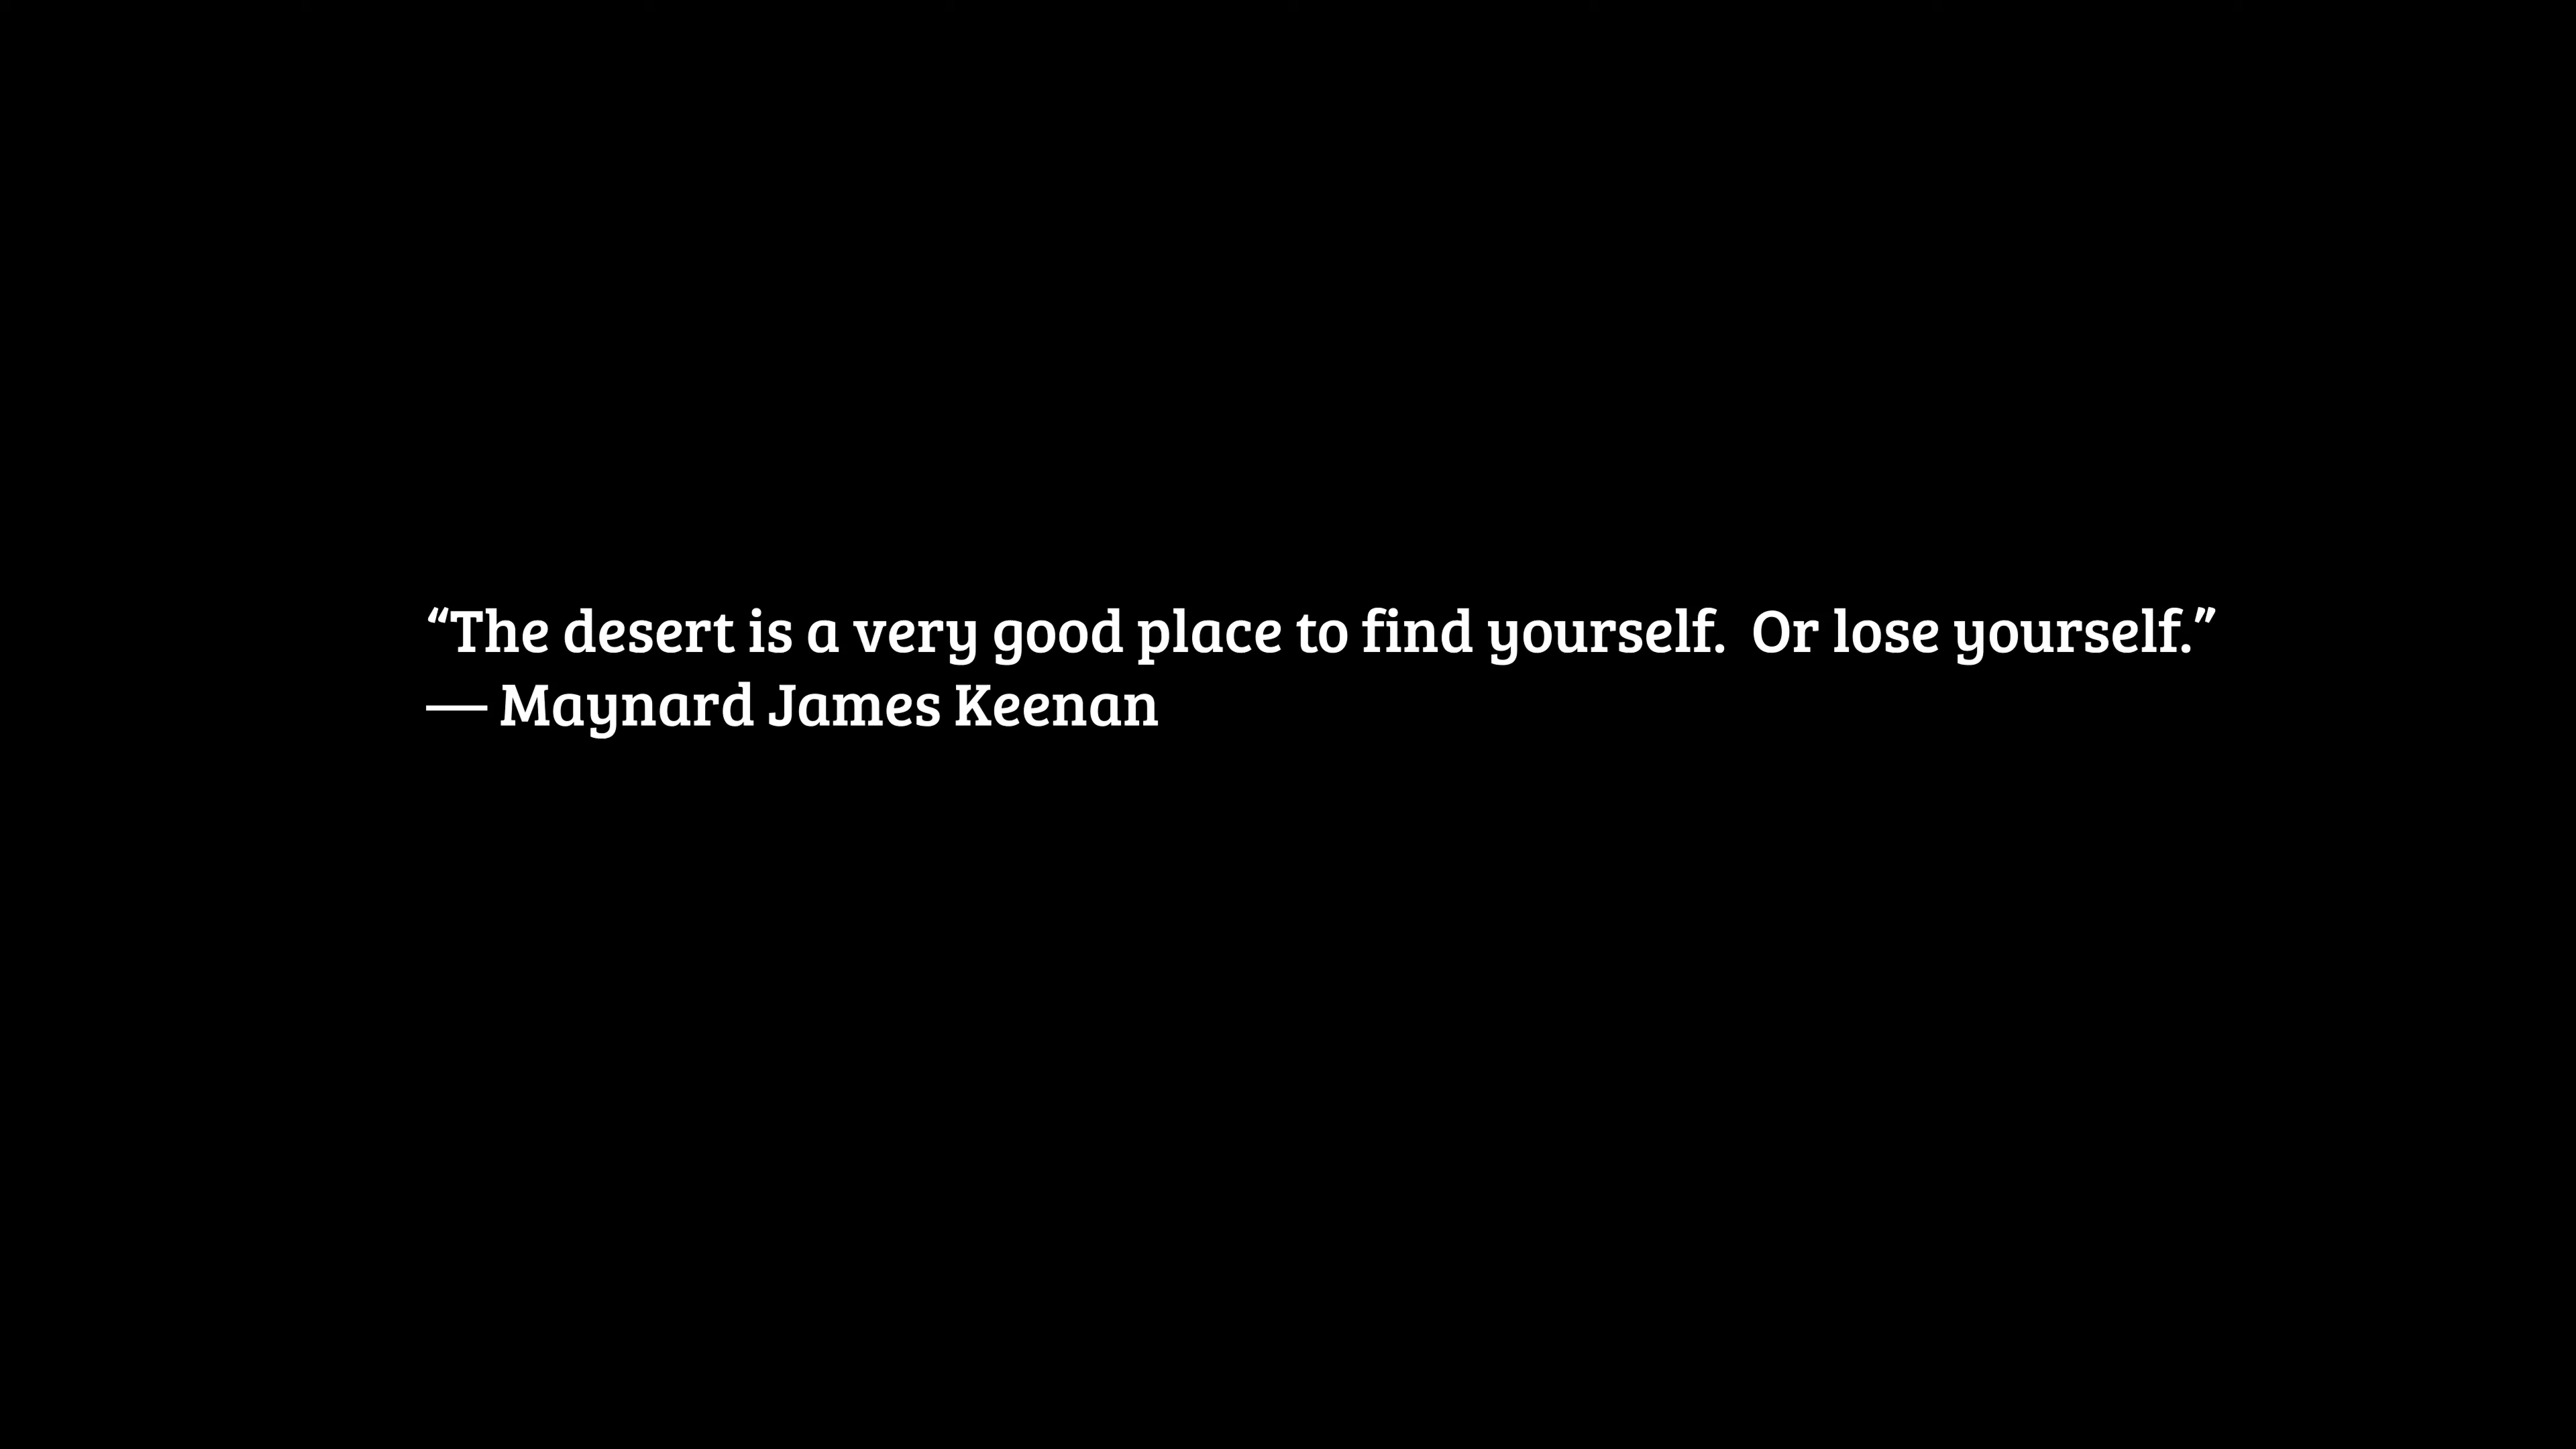 “The desert is a very good place to find yourself.  Or lose yourself.”
— Maynard James Keenan